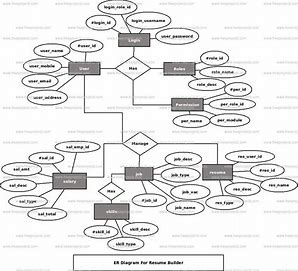 login_role_id
#login_id
login_username
user_password
Login
#user_id
user_name
user_mobile
user_email
user_address
User
Has
Roles
#role_id
role_name
role_desc
Permission
#per_id
per_role_id
per_module
per_name
Manage
sal_emp_id
#sal_id
sal_amt
sal_desc
sal_type
sal_total
salary
Has
skills
#skill_id
skill_desc
skill_type
job
job_desc
job_type
job_vac
#job_id
job_name
resume
res_user_id
#res_id
res_name
res_desc
res_type
ER Diagram For Resume Builder